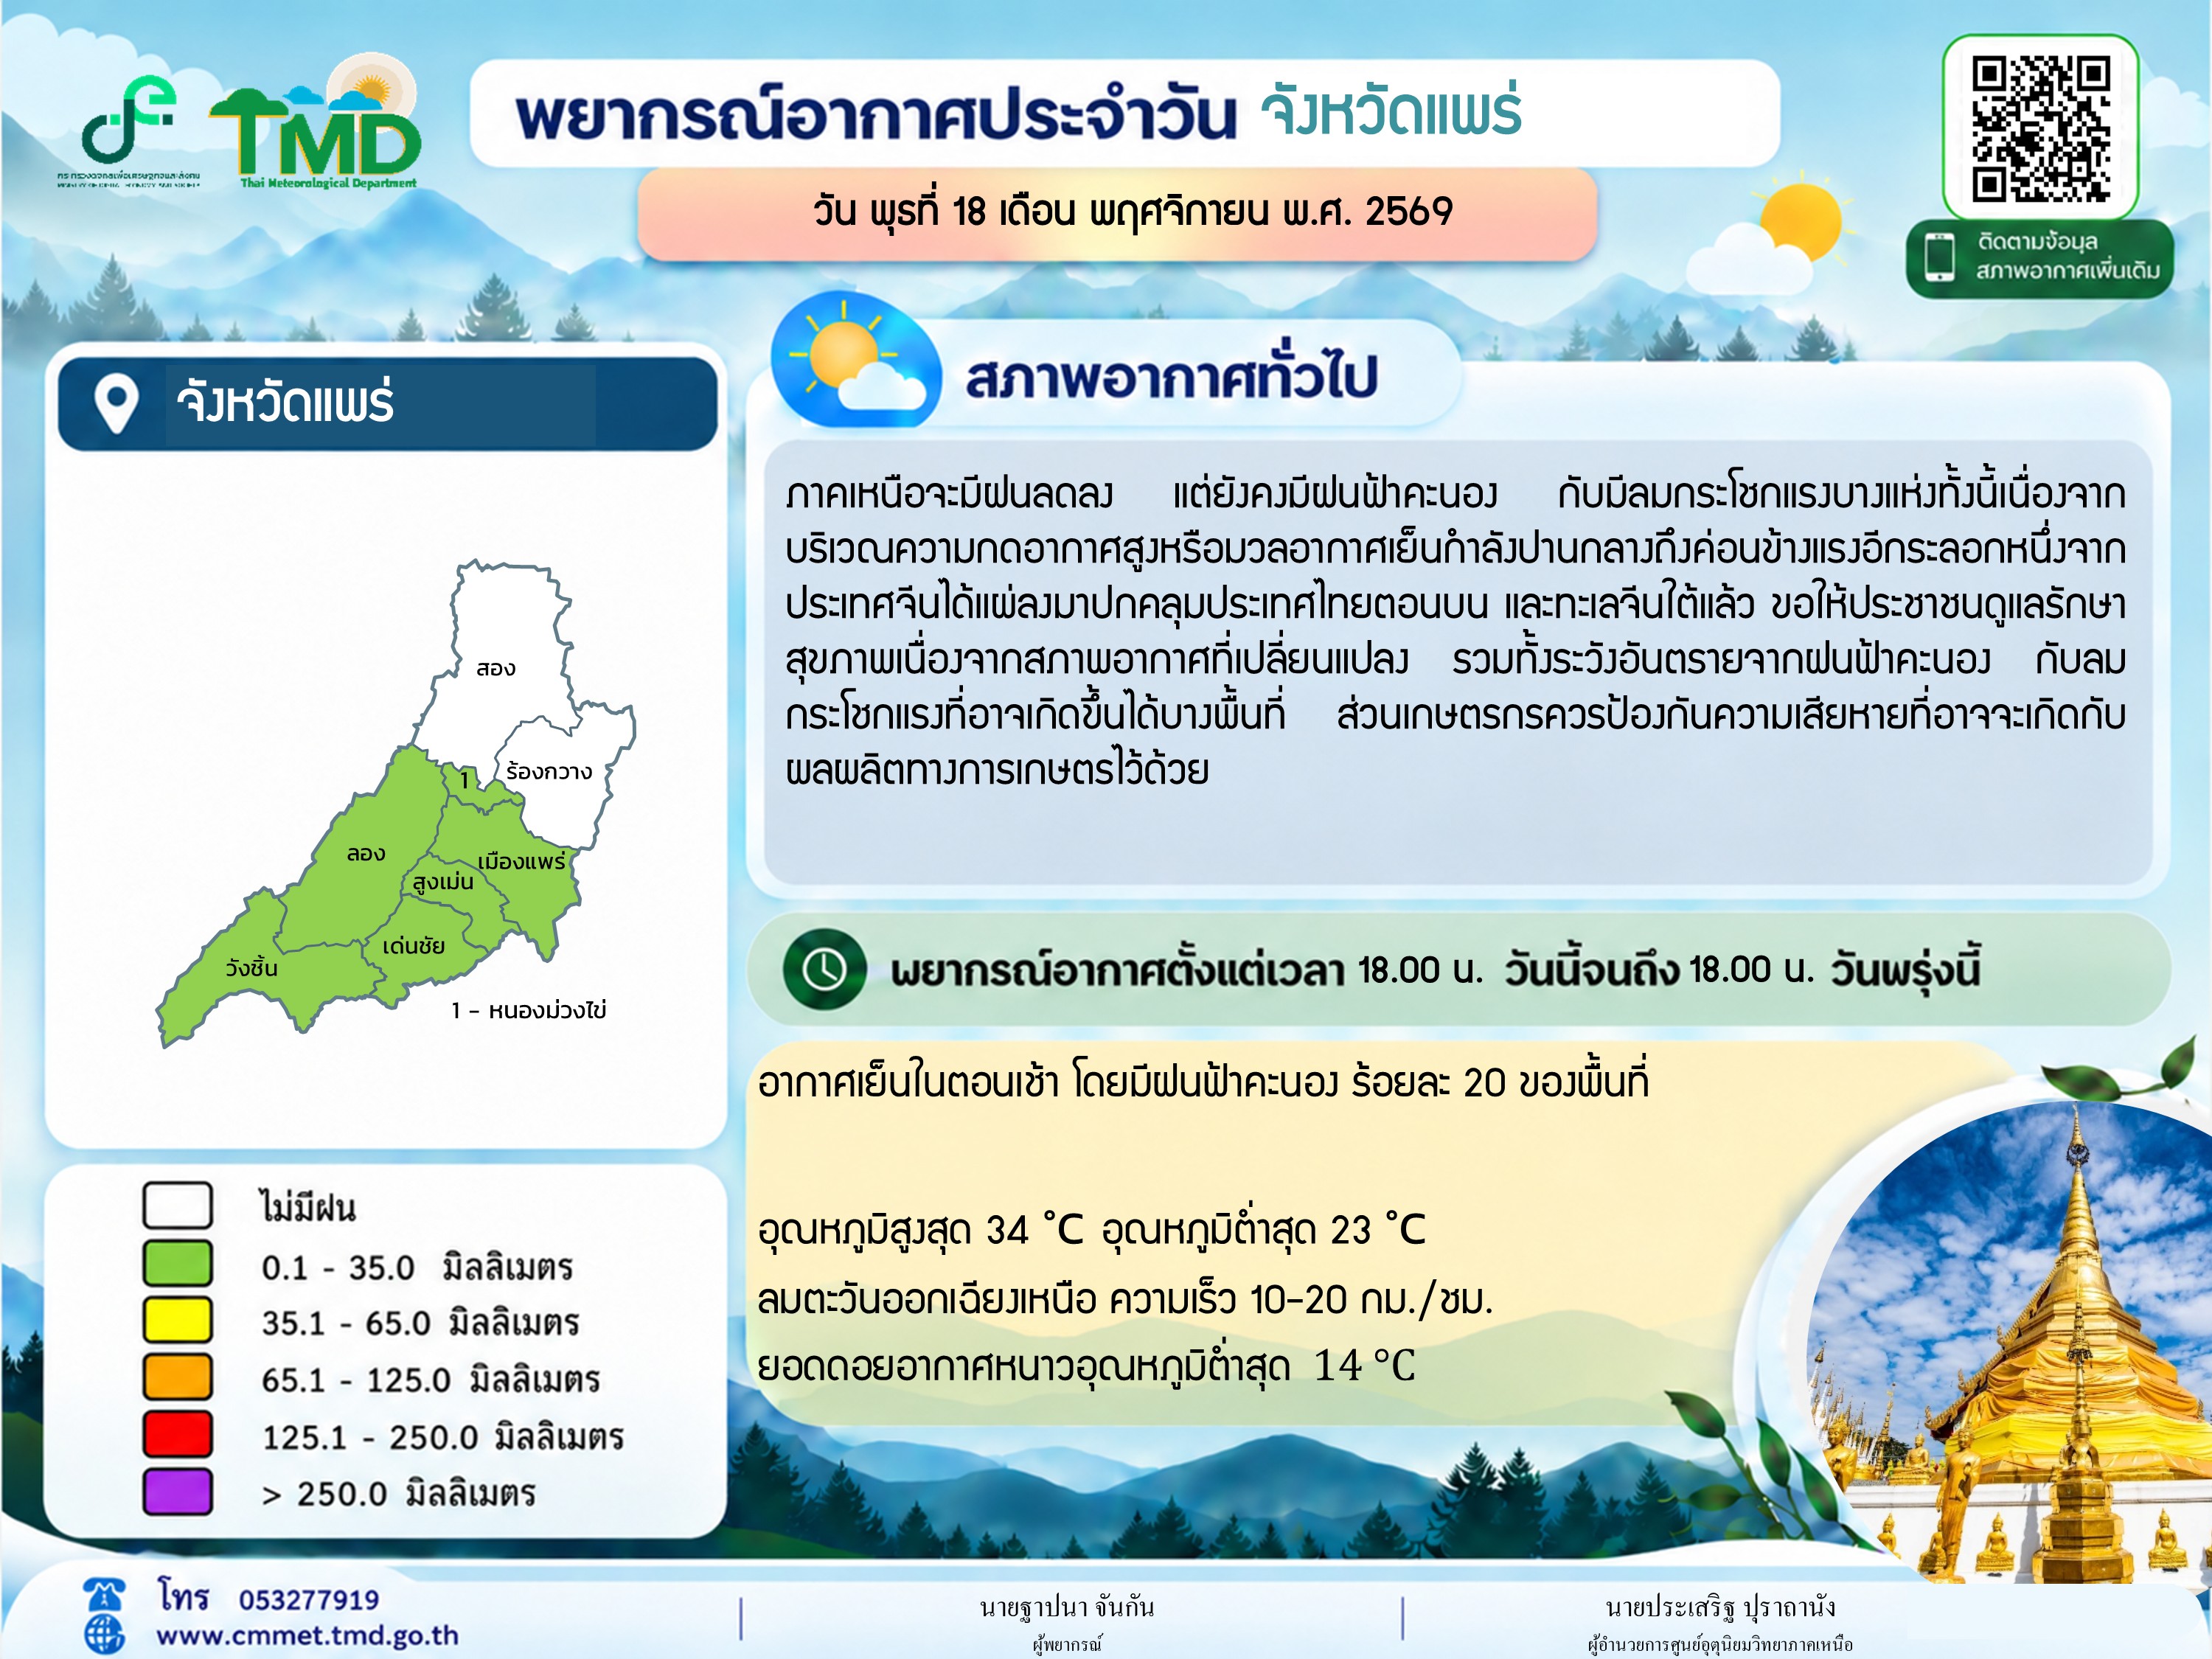 TMD
Thai Meteorological Department
พยากรณ์อากาศประจำวัน จังหวัดแพร่
วัน พุธที่ 18 เดือน พฤศจิกายน พ.ศ. 2569
ติดตามข้อมูล
สภาพอากาศเพิ่มเติม
จังหวัดแพร่
สอง
ร้องกวาง
1
ลอง
เมืองแพร่
สูงเม่น
เด่นชัย
วังชิ้น
1 - หนองม่วงไข่
ไม่มีฝน
0.1 - 35.0 มิลลิเมตร
35.1 - 65.0 มิลลิเมตร
65.1 - 125.0 มิลลิเมตร
125.1 - 250.0 มิลลิเมตร
> 250.0 มิลลิเมตร
สภาพอากาศทั่วไป
ภาคเหนือจะมีฝนลดลง แต่ยังคงมีฝนฟ้าคะนอง กับมีลมกระโชกแรงบางแห่งทั้งนี้เนื่องจาก
บริเวณความกดอากาศสูงหรือมวลอากาศเย็นกำลังปานกลางถึงค่อนข้างแรงอีกระลอกหนึ่งจาก
ประเทศจีนได้แผ่ลงมาปกคลุมประเทศไทยตอนบน และทะเลจีนใต้แล้ว ขอให้ประชาชนดูแลรักษา
สุขภาพเนื่องจากสภาพอากาศที่เปลี่ยนแปลง รวมทั้งระวังอันตรายจากฝนฟ้าคะนอง กับลม
กระโชกแรงที่อาจเกิดขึ้นได้บางพื้นที่ ส่วนเกษตรกรควรป้องกันความเสียหายที่อาจจะเกิดกับ
ผลผลิตทางการเกษตรไว้ด้วย
พยากรณ์อากาศตั้งแต่เวลา 18.00 น. วันนี้จนถึง 18.00 น. วันพรุ่งนี้
อากาศเย็นในตอนเช้า โดยมีฝนฟ้าคะนอง ร้อยละ 20 ของพื้นที่
อุณหภูมิสูงสุด 34 °C อุณหภูมิต่ำสุด 23 °C
ลมตะวันออกเฉียงเหนือ ความเร็ว 10-20 กม./ชม.
ยอดดอยอากาศหนาวอุณหภูมิต่ำสุด 14 °C
โทร 053277919
www.cmmet.tmd.go.th
นายฐาปนา จันกัน
ผู้พยากรณ์
นายประเสริฐ ปุราถานัง
ผู้อำนวยการศูนย์อุตุนิยมวิทยาภาคเหนือ